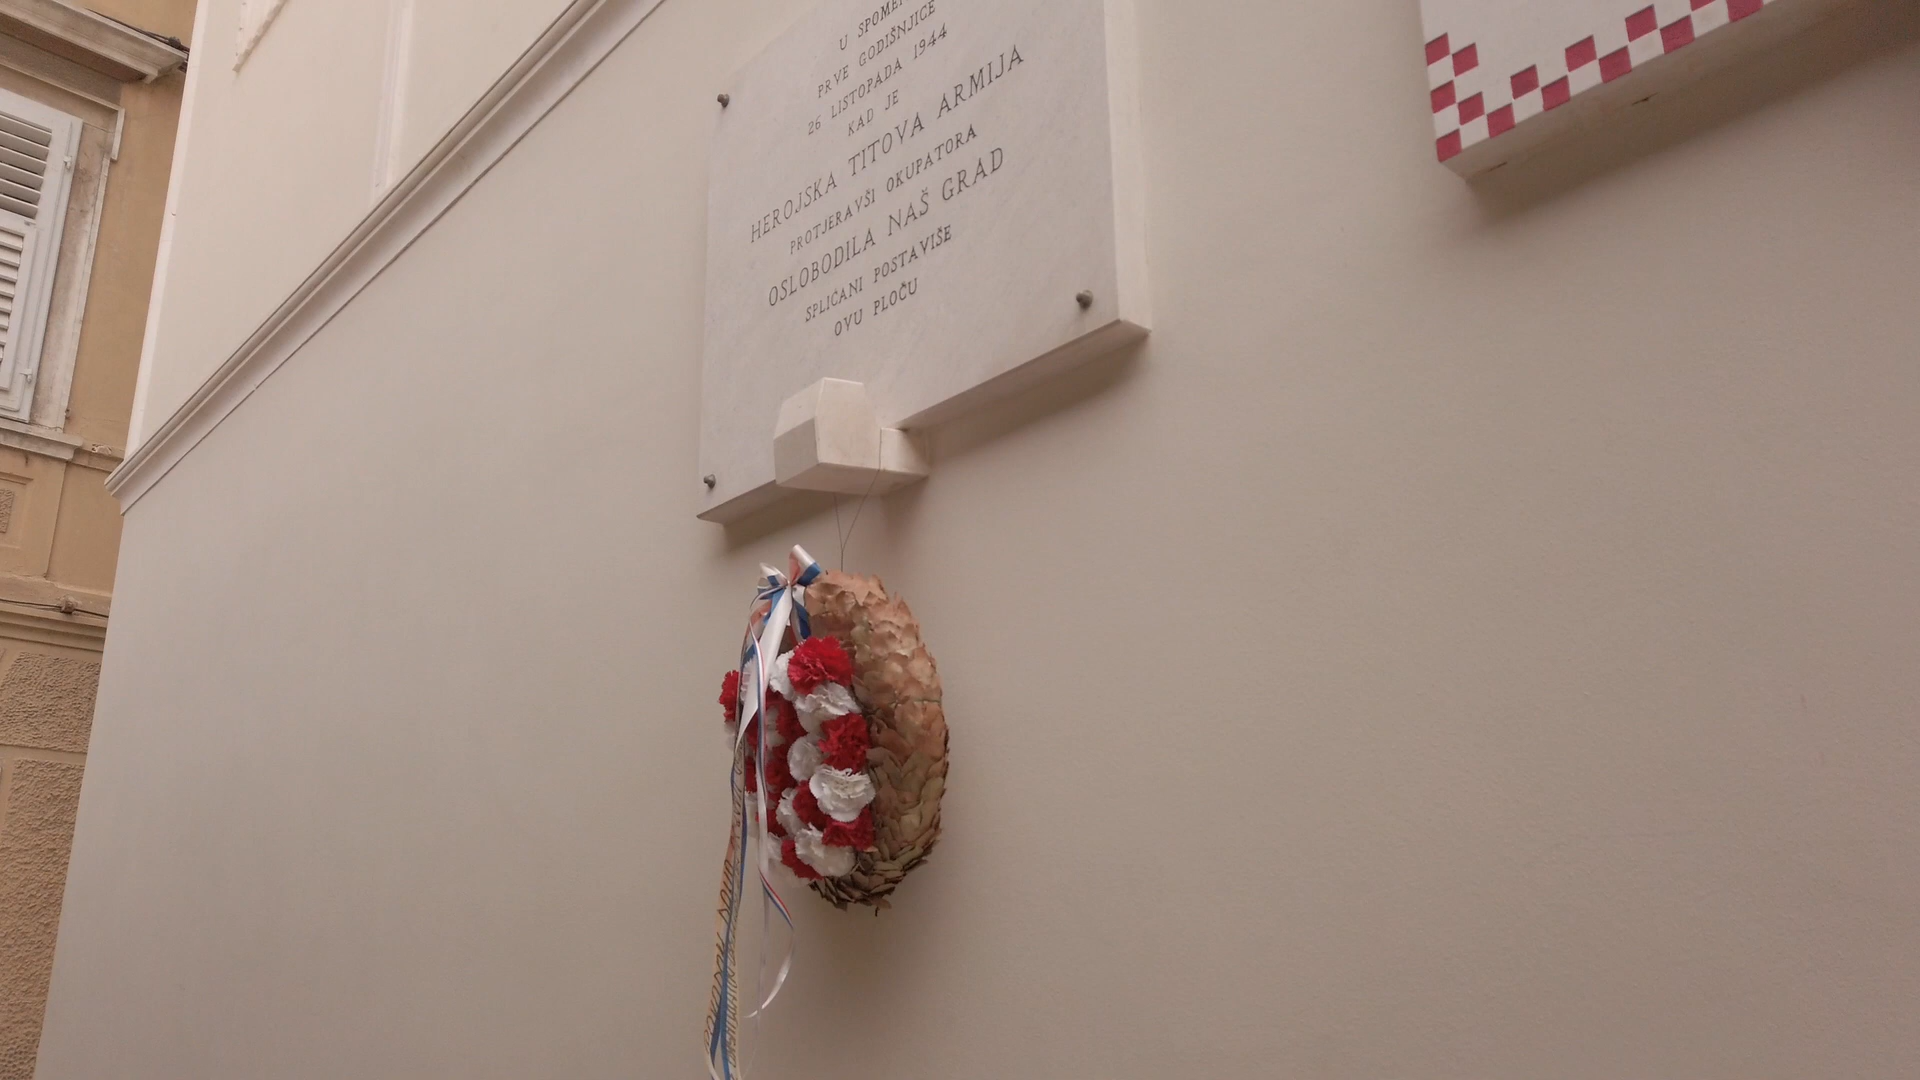 U SPOMEN
PRVE GODIŠNJICE
26 LISTOPADA 1944
KAD JE
HEROJSKA TITOVA ARMIJA
PROTJERAVŠI OKUPATORA
OSLOBODILA NAŠ GRAD
SPLIĆANI POSTAVIŠE
OVU PLOČU